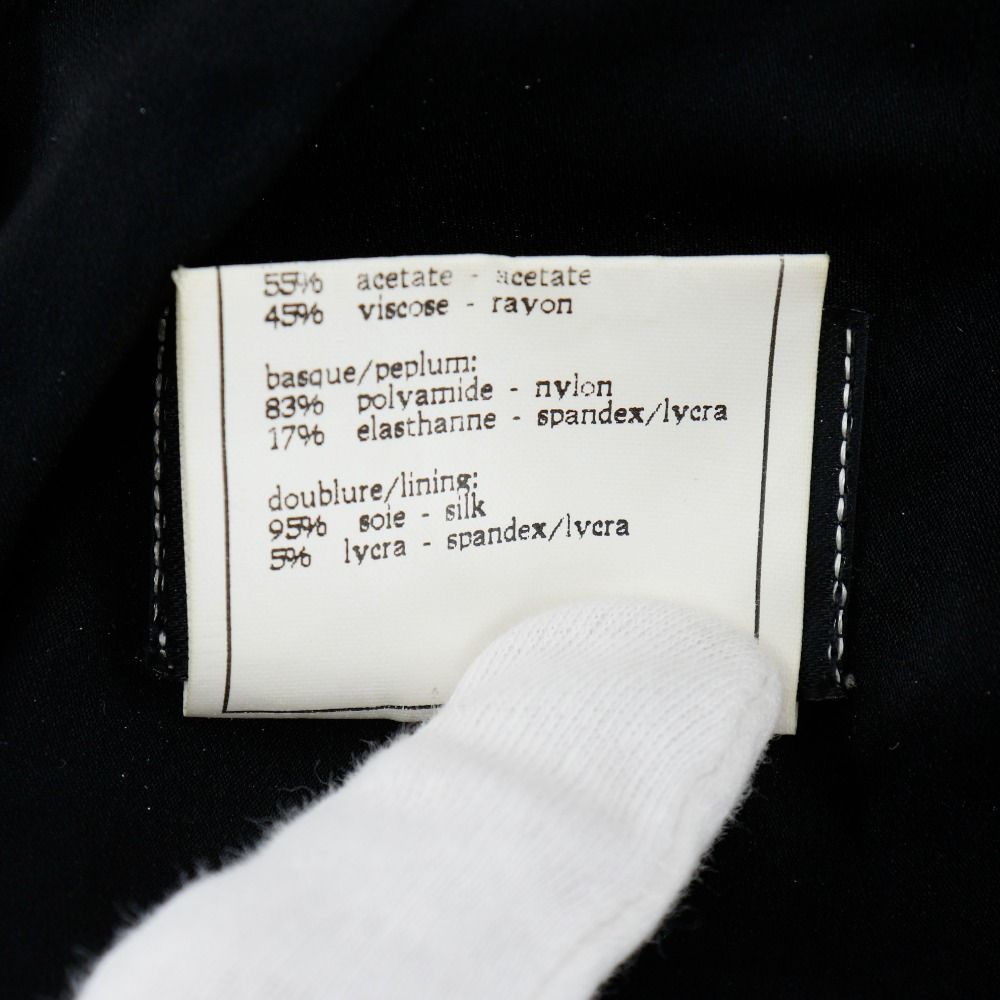 55% acetate - acetate
45% viscose - rayon
basque/peplum:
83% polyamide - nylon
17% elasthanne - spandex/lycra
doublure/lining:
95% soie - silk
5% lycra - spandex/lycra